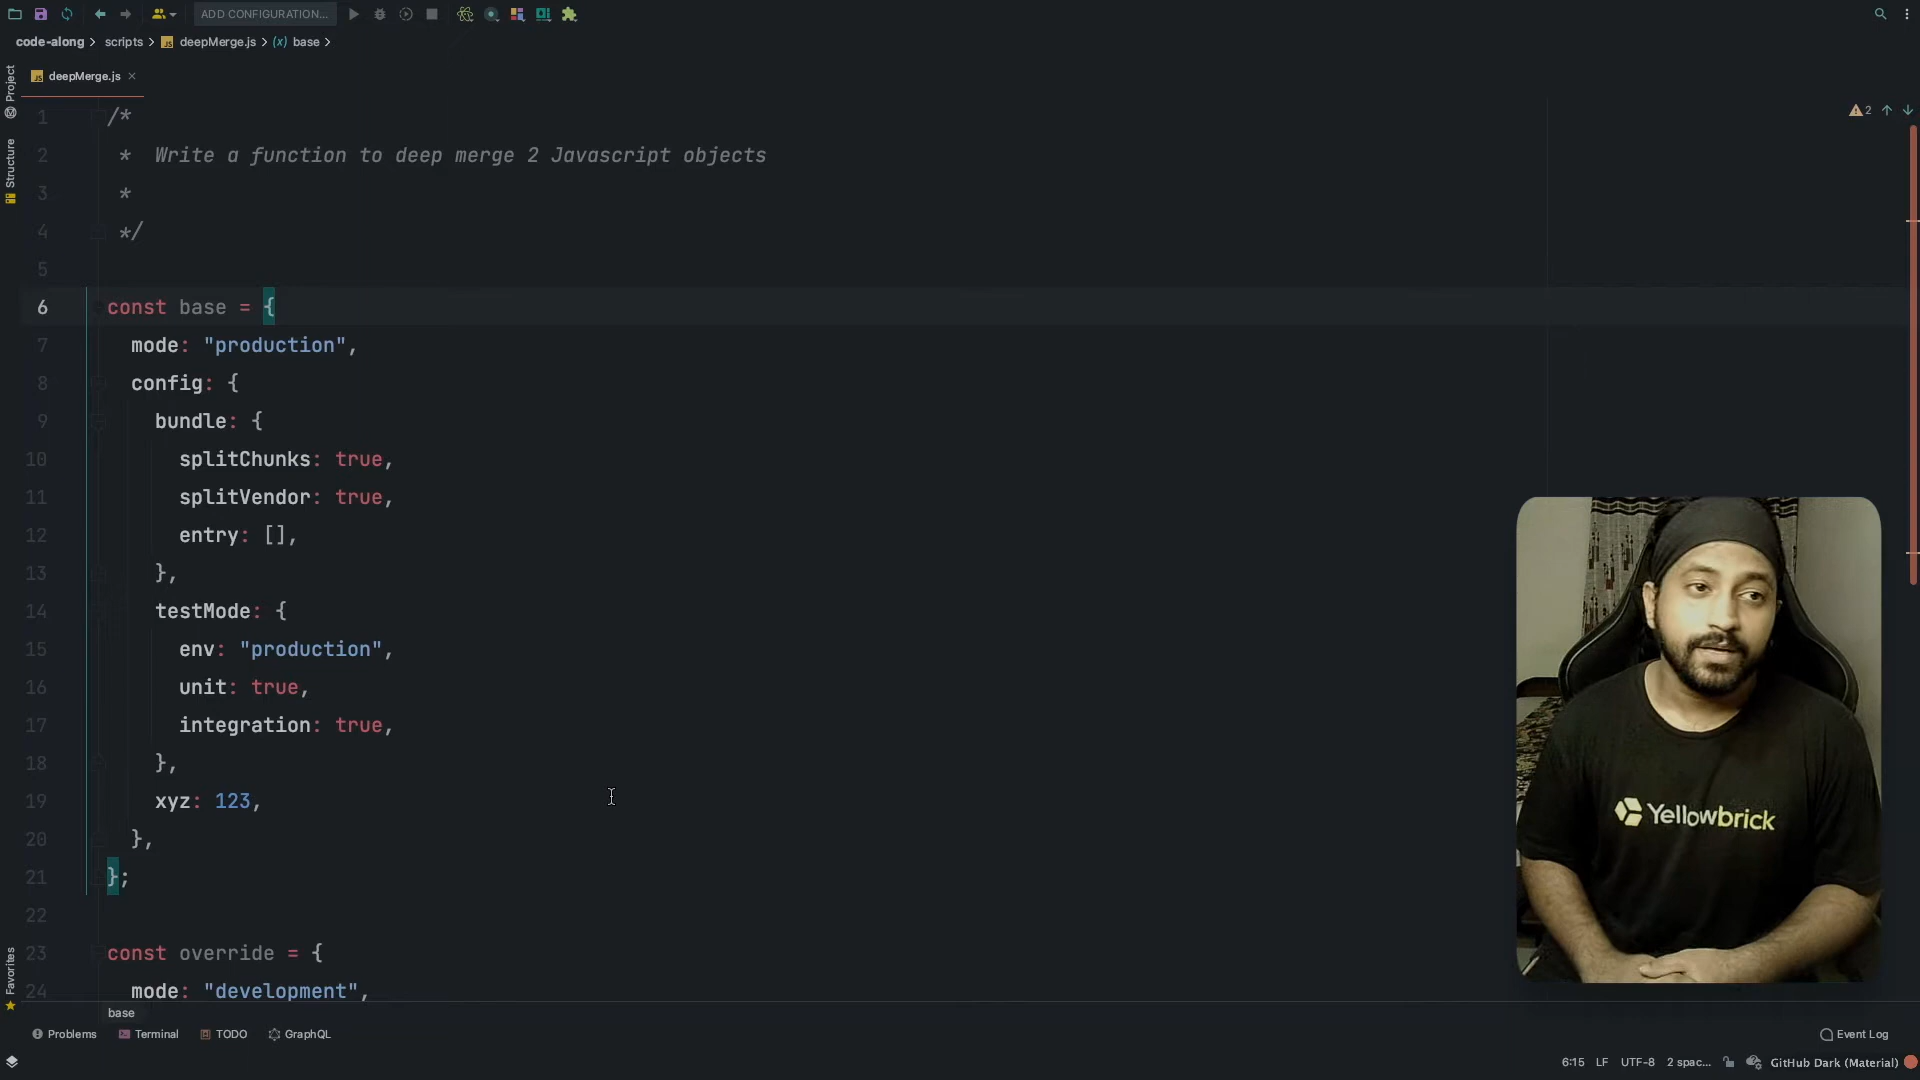 ADD CONFIGURATION...
code-along > scripts > deepMerge.js > (x) base >
Project
deepMerge.js ×
Structure
2
1 /*
2 * Write a function to deep merge 2 Javascript objects
3 *
4 */
5
6 const base = {
7 mode: "production",
8 config: {
9 bundle: {
10 splitChunks: true,
11 splitVendor: true,
12 entry: [],
13 },
14 testMode: {
15 env: "production",
16 unit: true,
17 integration: true,
18 },
19 xyz: 123,
20 },
21 };
22
23 const override = {
24 mode: "development",
Yellowbrick
Favorites
base
Problems Terminal TODO GraphQL Event Log
6:15 LF UTF-8 2 spac... GitHub Dark (Material)